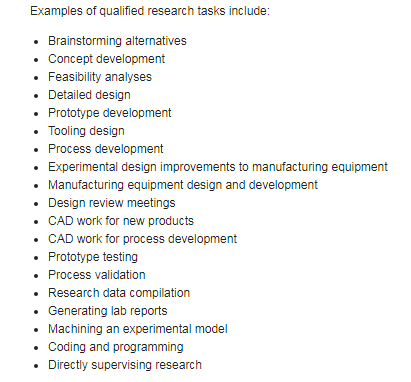 Examples of qualified research tasks include:
• Brainstorming alternatives
• Concept development
• Feasibility analyses
• Detailed design
• Prototype development
• Tooling design
• Process development
• Experimental design improvements to manufacturing equipment
• Manufacturing equipment design and development
• Design review meetings
• CAD work for new products
• CAD work for process development
• Prototype testing
• Process validation
• Research data compilation
• Generating lab reports
• Machining an experimental model
• Coding and programming
• Directly supervising research